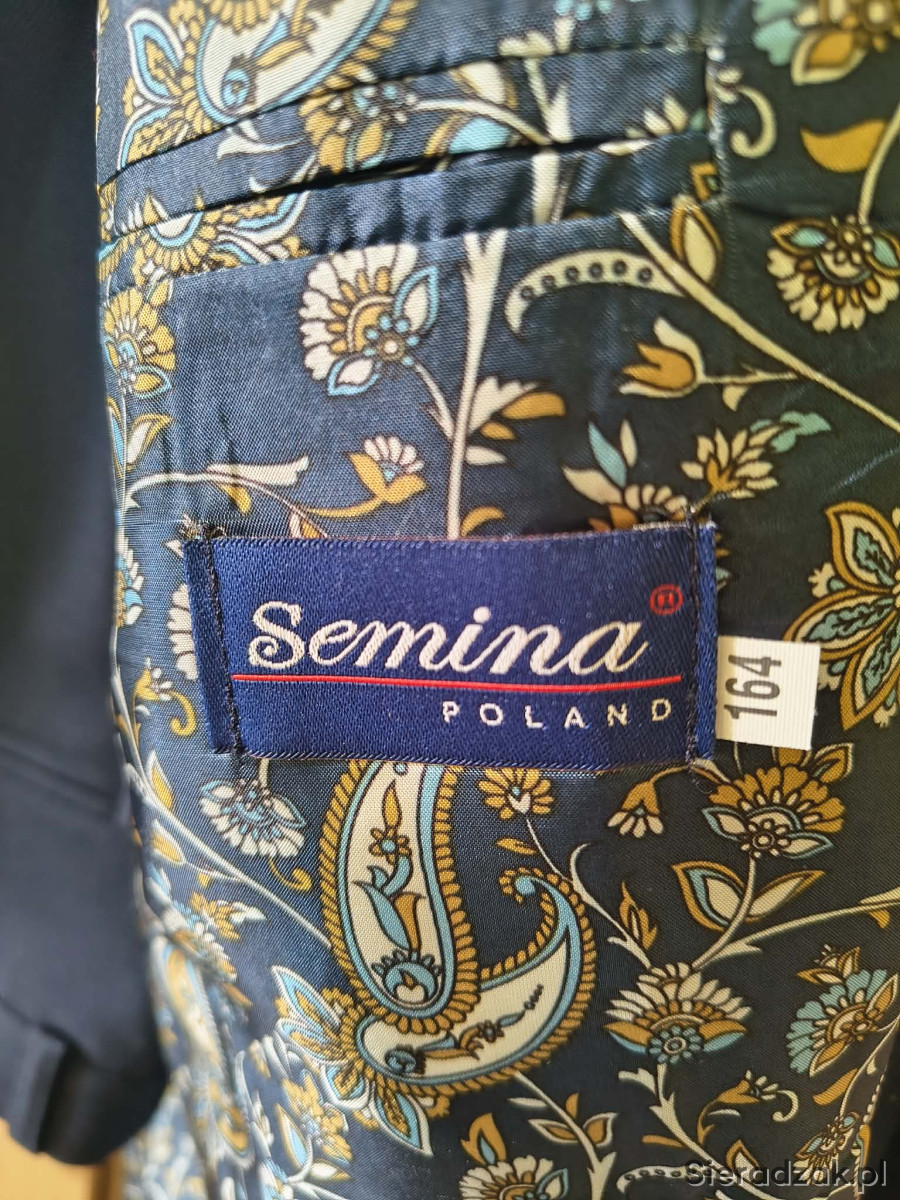 Semina ®
POLAND
164
Sieradzak.pl